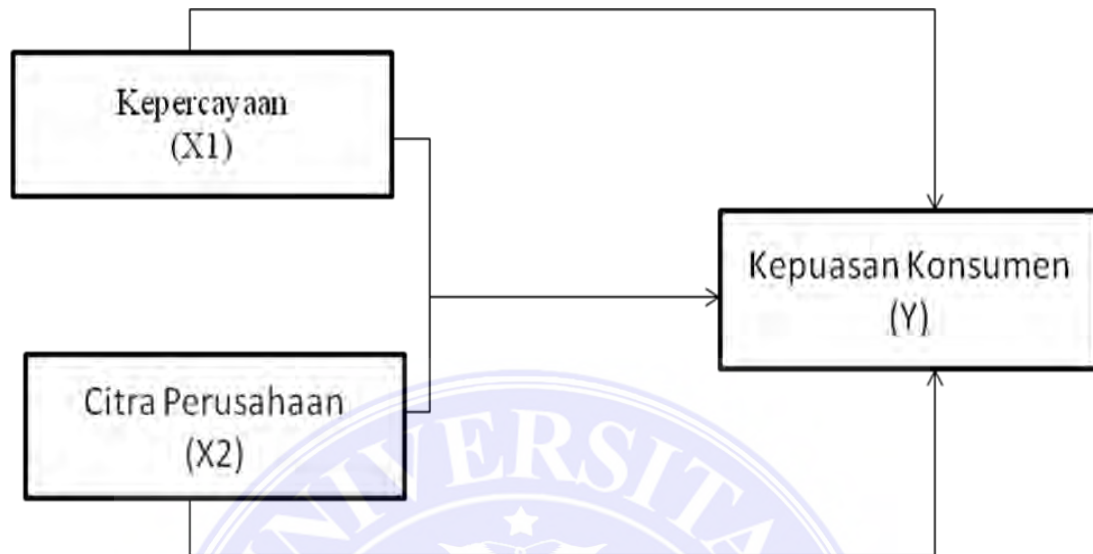 Kepercayaan
(X1)
Kepuasan Konsumen
(Y)
Citra Perusahaan
(X2)